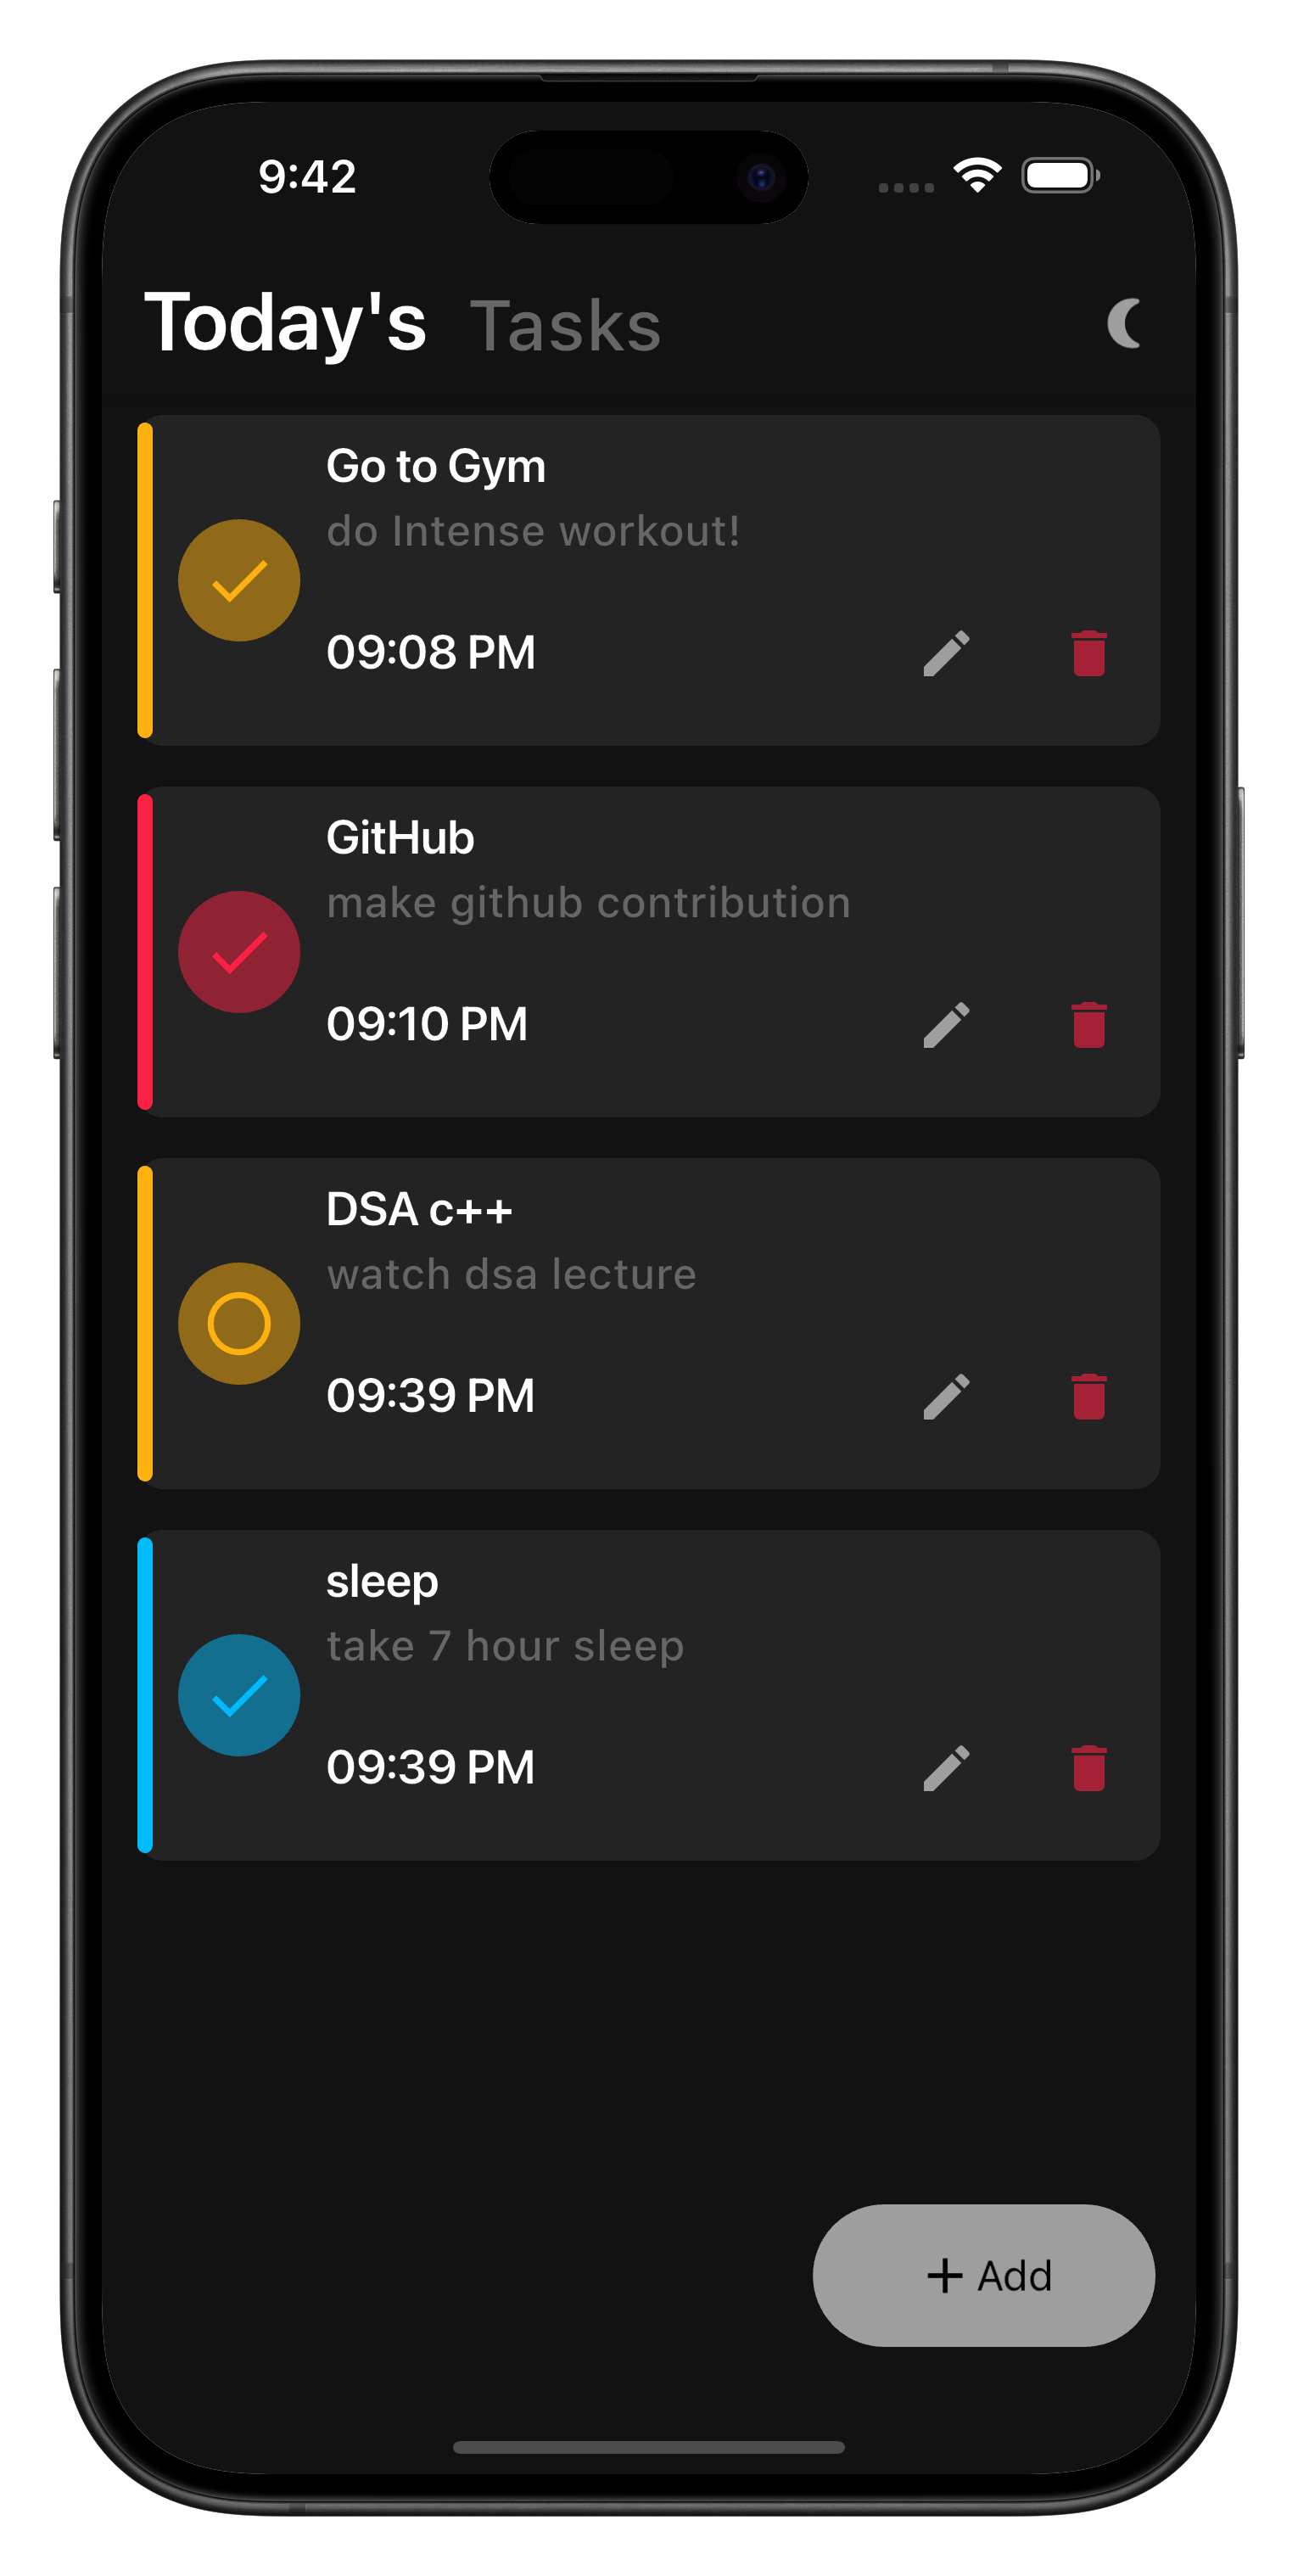 9:42
Today's Tasks
Go to Gym
do Intense workout!
09:08 PM
GitHub
make github contribution
09:10 PM
DSA c++
watch dsa lecture
09:39 PM
sleep
take 7 hour sleep
09:39 PM
+ Add